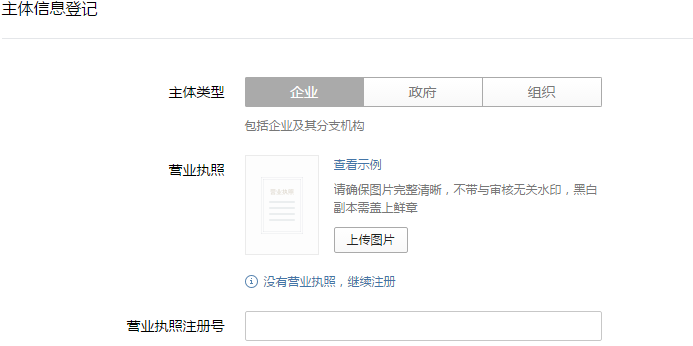 主体信息登记
主体类型
企业
政府
组织
包括企业及其分支机构
营业执照
营业执照
查看示例
请确保图片完整清晰，不带与审核无关水印，黑白
副本需盖上鲜章
上传图片
没有营业执照，继续注册
营业执照注册号